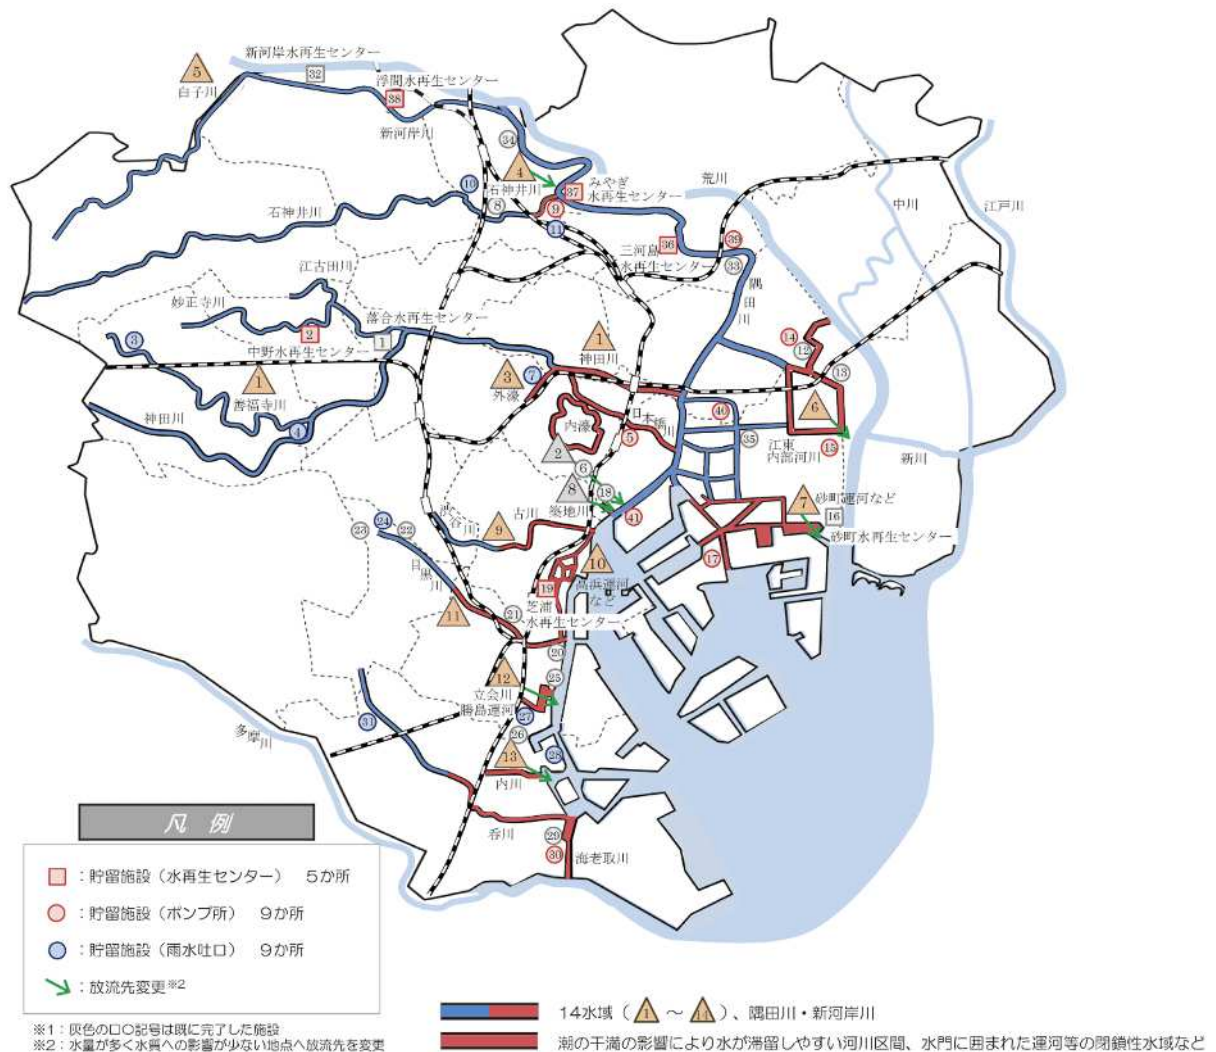 新河岸水再生センター
32
5
白子川
浮間水再生センター
38
新河岸川
34
4
石神井川
みやぎ
水再生センター
37
荒川
中川
江戸川
10
8
9
11
石神井川
36
39
三河島
水再生センター
33
隅田川
江古田川
妙正寺川
落合水再生センター
3
2
1
中野水再生センター
1
神田川
14
12
13
1
善福寺川
3
外濠
7
6
神田川
4
内濠
日本橋川
40
5
35
江東
内部河川
15
新川
2
6
8
18
築地川
41
7
砂町運河など
16
砂町水再生センター
23
24
22
渋谷川
古川
9
目黒川
10
高浜運河
など
17
19
芝浦
水再生センター
11
21
20
12
25
立会川
勝島運河
27
31
26
28
13
多摩川
内川
呑川
29
30
海老取川
凡 例
:貯留施設(水再生センター) 5か所
:貯留施設(ポンプ所) 9か所
:貯留施設(雨水吐口) 9か所
:放流先変更※2
※1:灰色の□○記号は既に完了した施設
※2:水量が多く水質への影響が少ない地点へ放流先を変更
14水域(1~14)、隅田川・新河岸川
潮の干満の影響により水が滞留しやすい河川区間、水門に囲まれた運河等の閉鎖性水域など